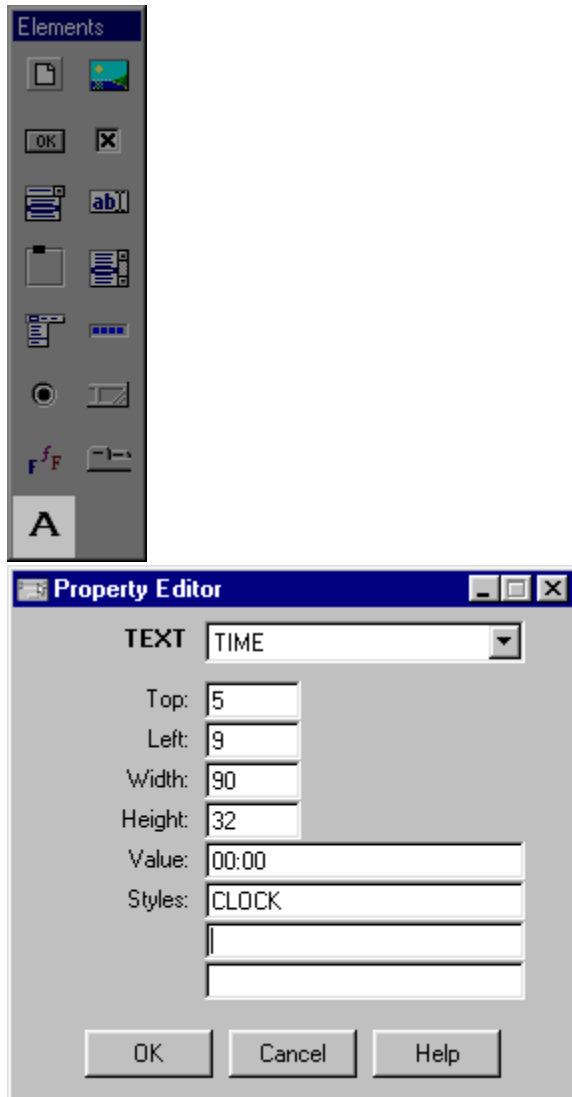 Elements
OK
ab
F f F
A
Property Editor
TEXT TIME
Top: 5
Left: 9
Width: 90
Height: 32
Value: 00:00
Styles: CLOCK
OK Cancel Help